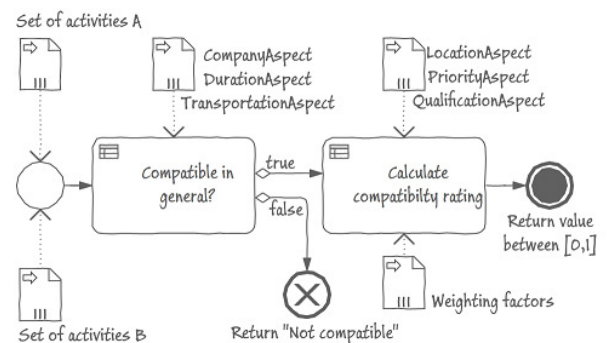 Set of activities A
CompanyAspect
DurationAspect
TransportationAspect
LocationAspect
PriorityAspect
QualificationAspect
Compatible in
general?
true
false
Calculate
compatibilty rating
Return value
between [0,1]
Set of activities B
Return "Not compatible"
Weighting factors